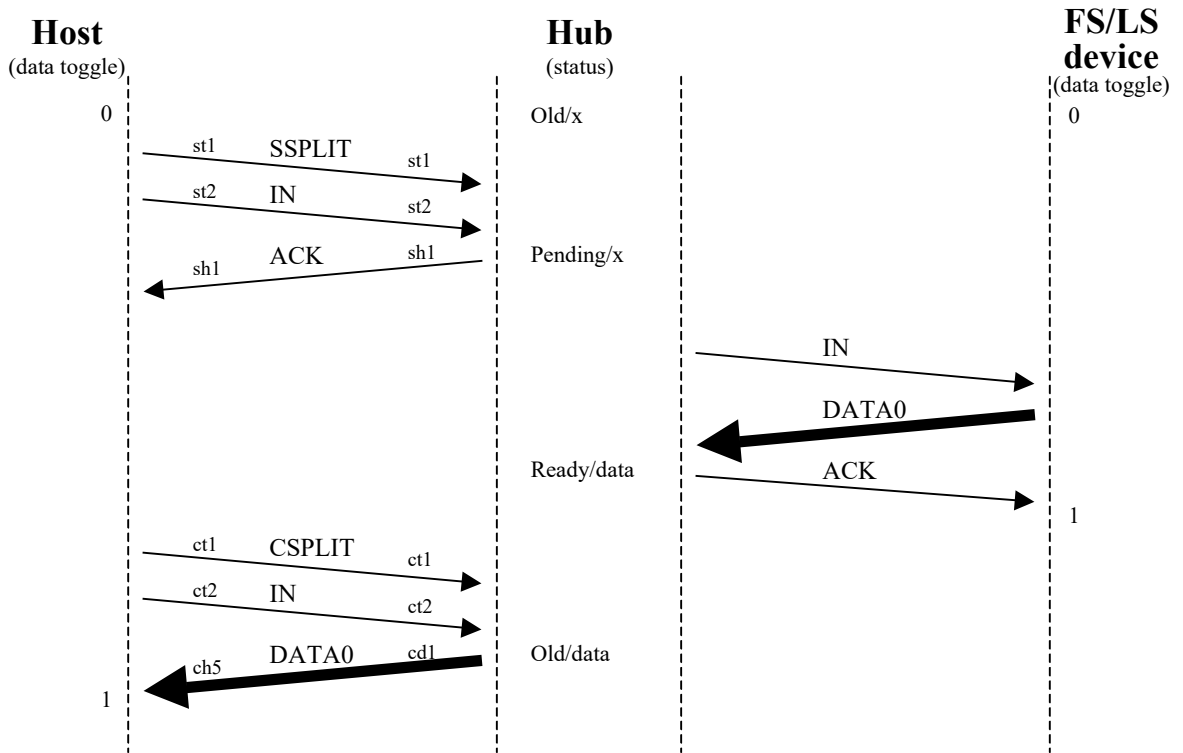 Host
(data toggle)
Hub
(status)
FS/LS
device
(data toggle)
0
Old/x
0
st1 SSPLIT st1
st2 IN st2
Pending/x
sh1 ACK sh1
IN
DATA0
Ready/data
ACK
1
ct1 CSPLIT ct1
ct2 IN ct2
Old/data
ch5 DATA0 cd1
1